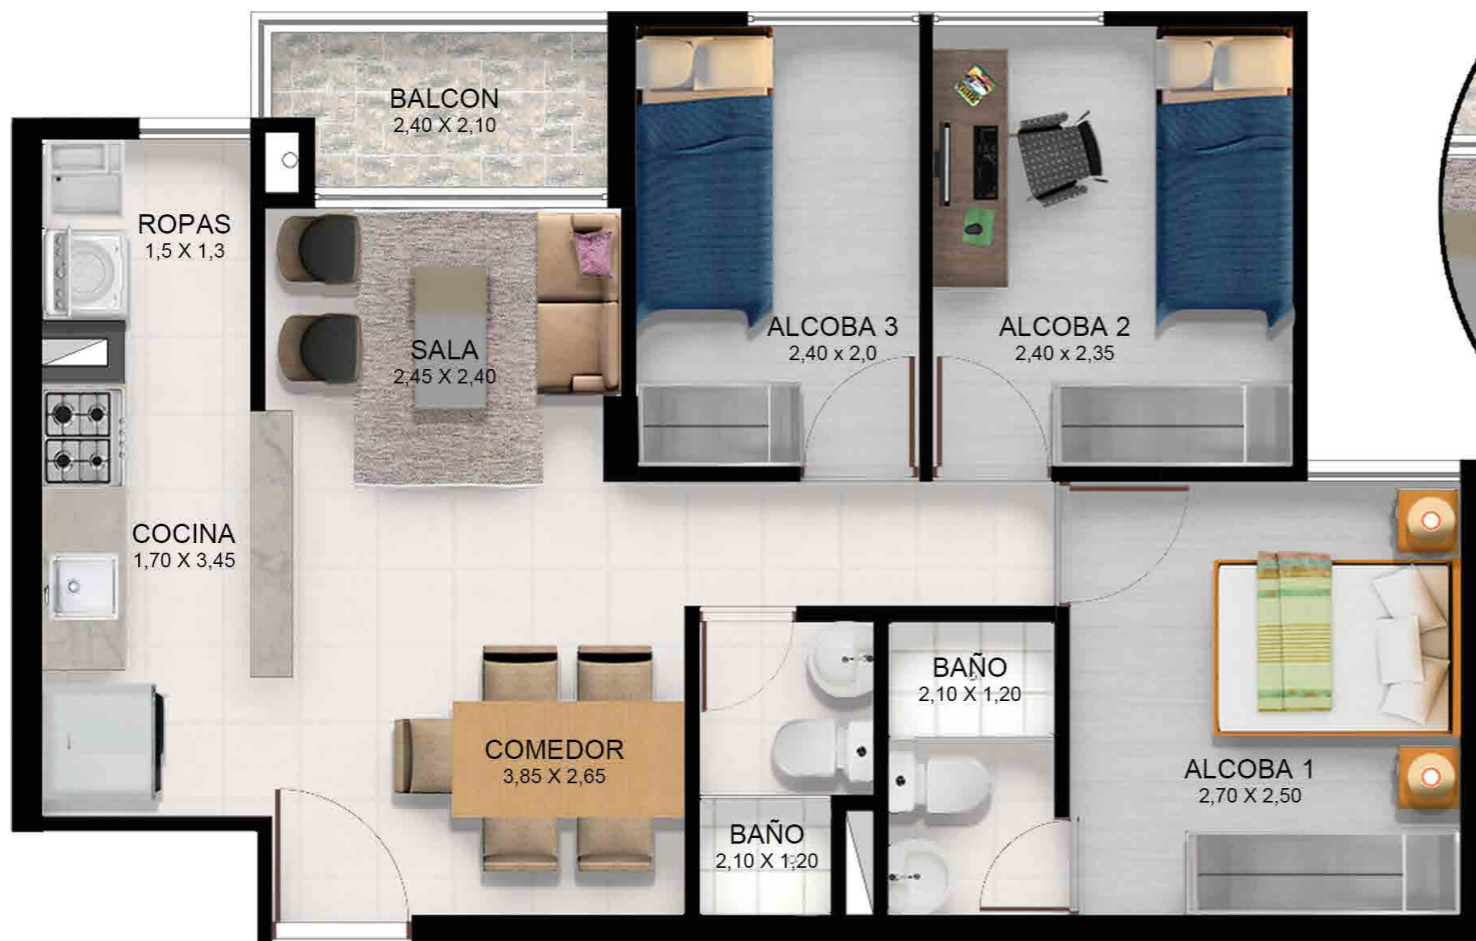 BALCON
2,40 X 2,10
ROPAS
1,5 X 1,3
SALA
2,45 X 2,40
ALCOBA 3
2,40 x 2,0
ALCOBA 2
2,40 x 2,35
COCINA
1,70 X 3,45
BAÑO
2,10 X 1,20
COMEDOR
3,85 X 2,65
ALCOBA 1
2,70 X 2,50
BAÑO
2,10 X 1,20